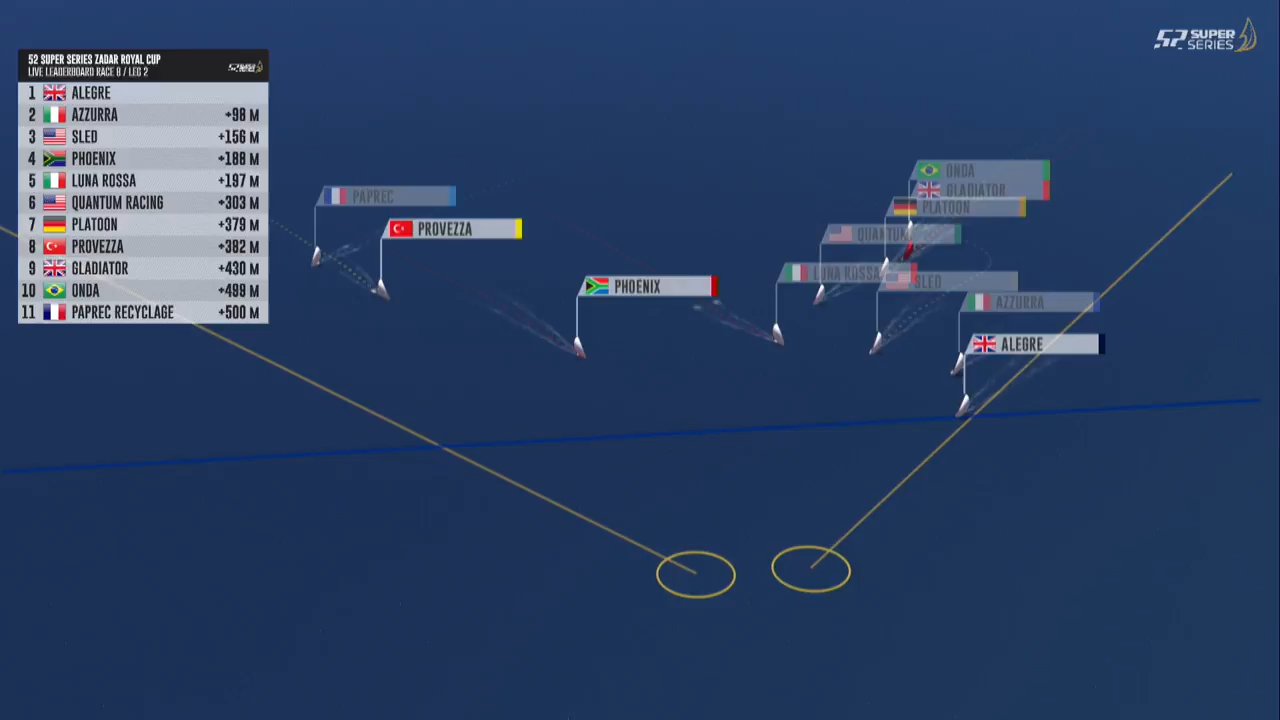 52 SUPER SERIES
52 SUPER SERIES ZADAR ROYAL CUP
LIVE LEADERBOARD RACE 8 / LEG 2
52 SUPER SERIES
1 ALEGRE
2 AZZURRA +98 M
3 SLED +156 M
4 PHOENIX +188 M
5 LUNA ROSSA +197 M
6 QUANTUM RACING +303 M
7 PLATOON +379 M
8 PROVEZZA +382 M
9 GLADIATOR +430 M
10 ONDA +499 M
11 PAPREC RECYCLAGE +500 M
ONDA
GLADIATOR
PAPREC
PLATOON
PROVEZZA
QUANTUM
LUNA ROSSA
SLED
PHOENIX
AZZURRA
ALEGRE